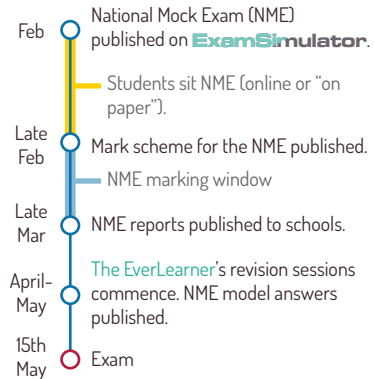 Feb
National Mock Exam (NME)
published on ExamSimulator.
Students sit NME (online or “on
paper”).
Late
Feb
Mark scheme for the NME published.
NME marking window
Late
Mar
NME reports published to schools.
April-
May
The EverLearner’s revision sessions
commence. NME model answers
published.
15th
May
Exam